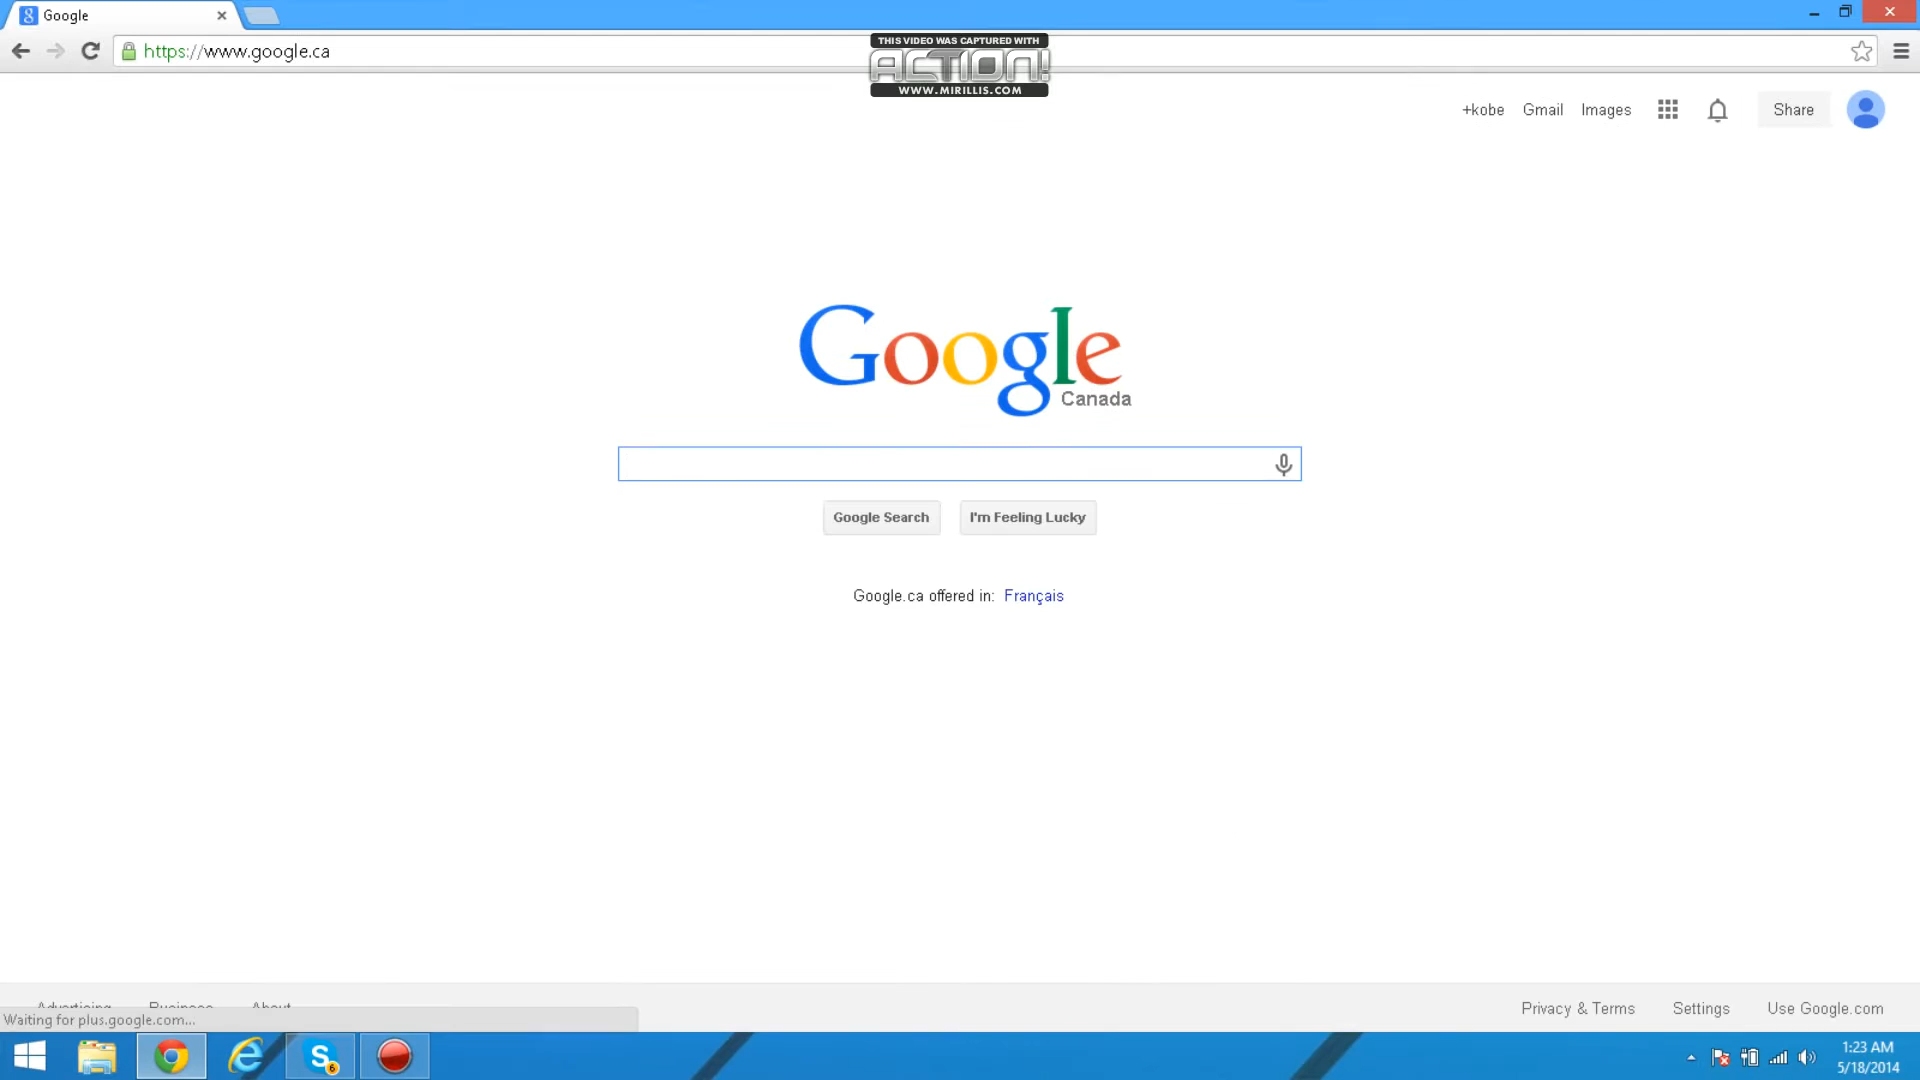 Google
https://www.google.ca
THIS VIDEO WAS CAPTURED WITH
ACTION!
WWW.MIRILLIS.COM
+kobe Gmail Images Share
Google
Canada
Google Search I'm Feeling Lucky
Google.ca offered in: Français
Advertising Business About Privacy & Terms Settings Use Google.com
Waiting for plus.google.com...
6
1:23 AM
5/18/2014